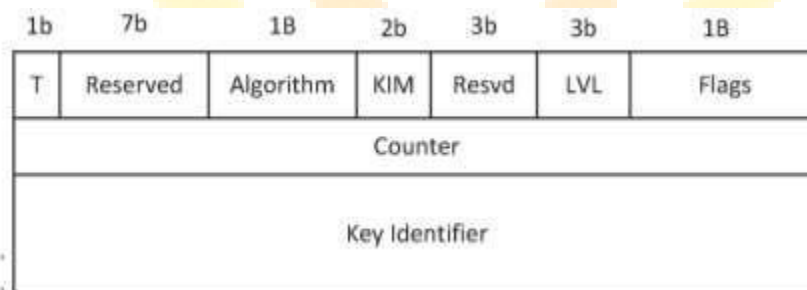 1b 7b 1B 2b 3b 3b 1B
T Reserved Algorithm KIM Resvd LVL Flags
Counter
Key Identifier